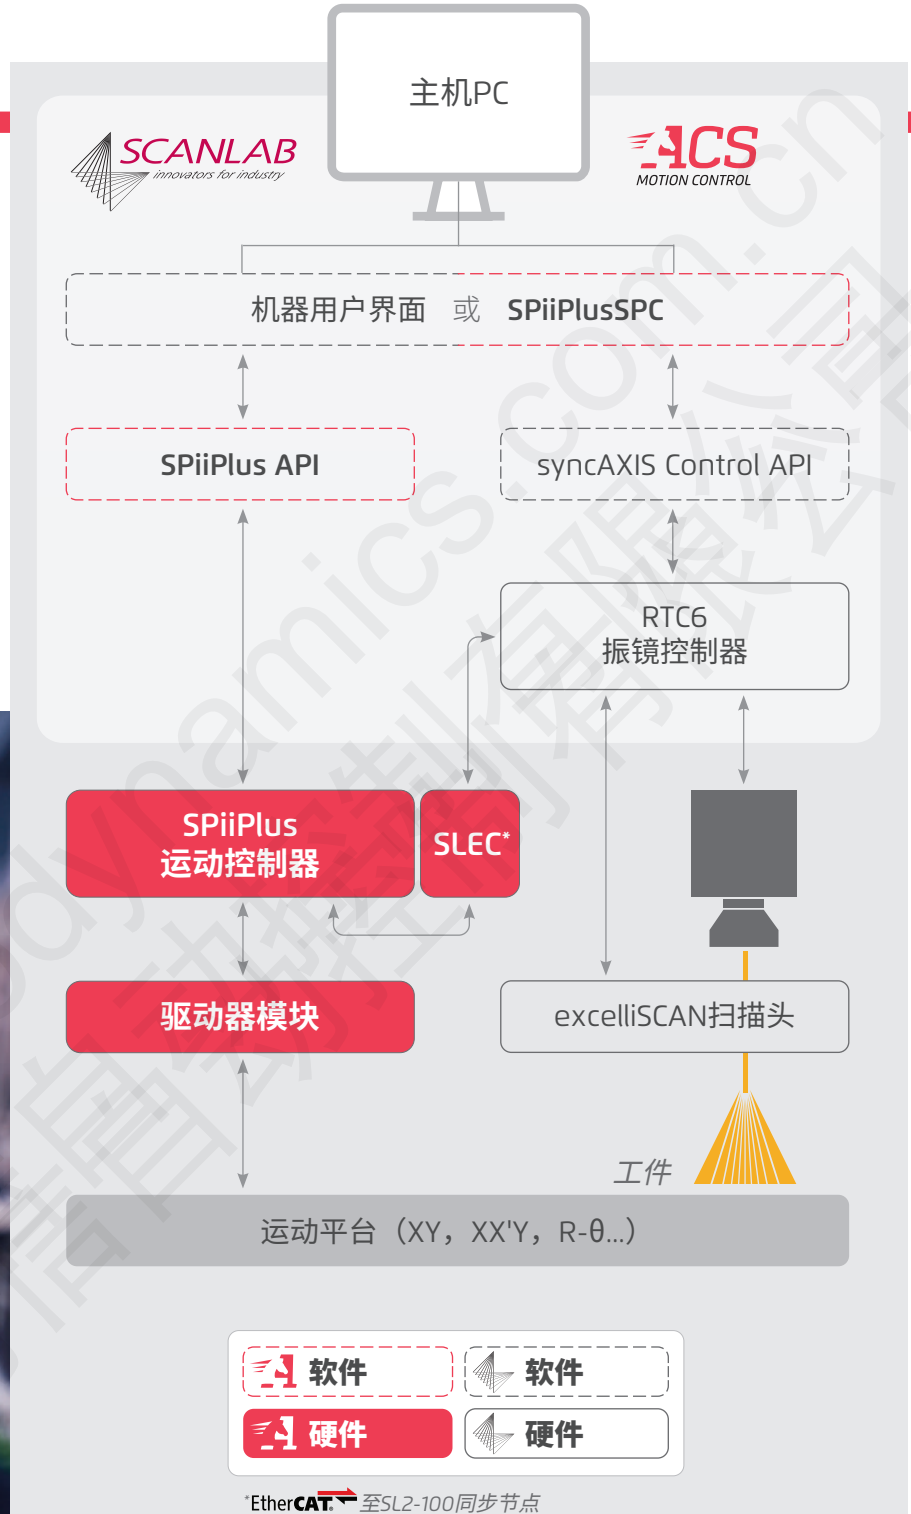 主机PC
SCANLAB
innovators for industry
ACS
MOTION CONTROL
机器用户界面 或 SPiiPlusSPC
SPiiPlus API
syncAXIS Control API
RTC6
振镜控制器
SPiiPlus
运动控制器
SLEC*
驱动器模块
excelliSCAN扫描头
工件
运动平台（XY，XX'Y，R-θ...）
软件
软件
硬件
硬件
*EtherCAT® 至SL2-100同步节点